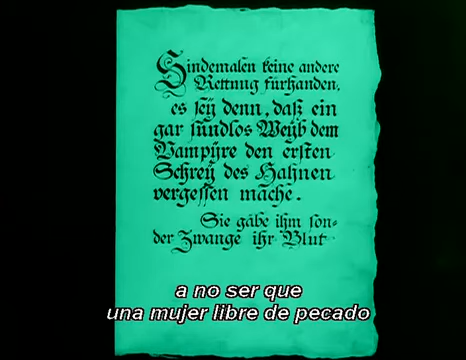 Sindemalen keine andere
Rettnug fürhanden,
es sey denn, daß ein
gar sündlos Weyb dem
Vampyre den ersten
Schrey des Hahnen
vergessen mache.
Sie gäbe ihm son=
der Zwange ihr Blut
a no ser que
una mujer libre de pecado